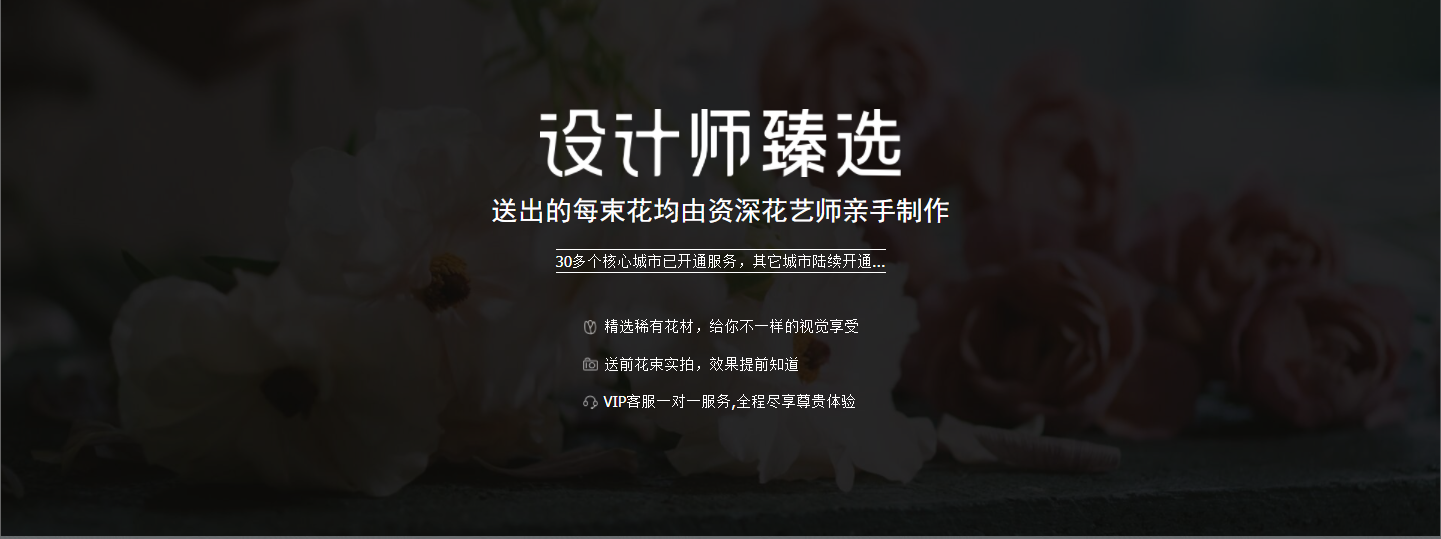 设计师臻选
送出的每束花均由资深花艺师亲手制作
30多个核心城市已开通服务，其它城市陆续开通...
精选稀有花材，给你不一样的视觉享受
送前花束实拍，效果提前知道
VIP客服一对一服务,全程尽享尊贵体验